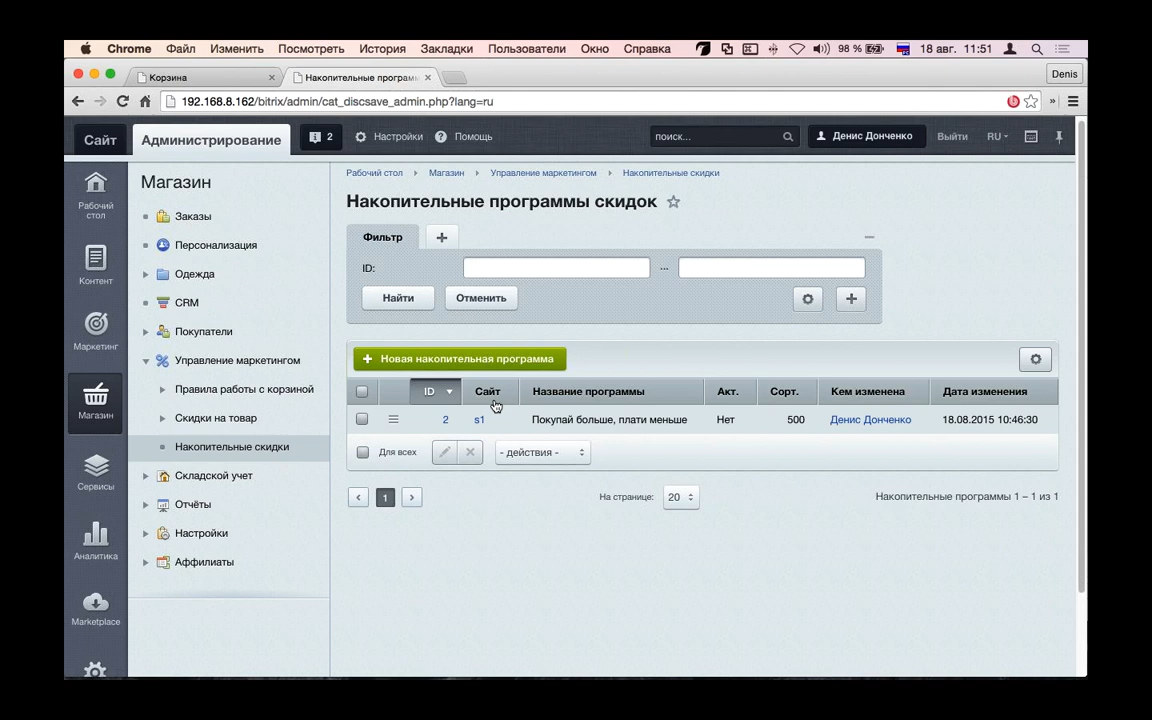 Chrome Файл Изменить Посмотреть История Закладки Пользователи Окно Справка 98 % 18 авг. 11:51
Корзина Накопительные програм Denis
192.168.8.162/bitrix/admin/cat_discsave_admin.php?lang=ru
Сайт Администрирование 2 Настройки Помощь поиск... Денис Донченко Выйти RU
Рабочий стол
Контент
Маркетинг
Магазин
Сервисы
Аналитика
Marketplace
Магазин
Заказы
Персонализация
Одежда
CRM
Покупатели
Управление маркетингом
Правила работы с корзиной
Скидки на товар
Накопительные скидки
Складской учет
Отчёты
Настройки
Аффилиаты
Рабочий стол Магазин Управление маркетингом Накопительные скидки
Накопительные программы скидок
Фильтр
ID: ...
Найти Отменить
Новая накопительная программа
ID Сайт Название программы Акт. Сорт. Кем изменена Дата изменения
2 s1 Покупай больше, плати меньше Нет 500 Денис Донченко 18.08.2015 10:46:30
Для всех - действия -
1 На странице: 20 Накопительные программы 1 – 1 из 1